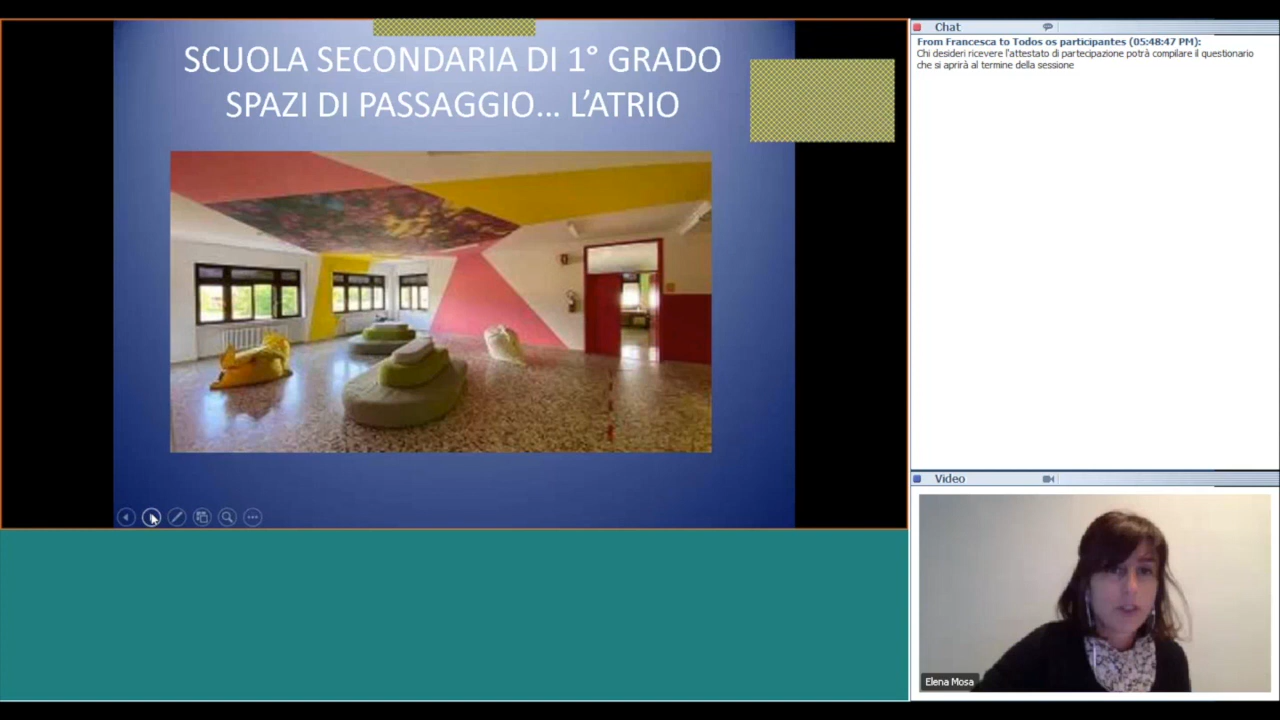 SCUOLA SECONDARIA DI 1° GRADO
SPAZI DI PASSAGGIO... L'ATRIO
Chat
From Francesca to Todos os participantes (05:48:47 PM):
Chi desideri ricevere l'attestato di partecipazione potrà compilare il questionario
che si aprirà al termine della sessione
Video
Elena Mosa